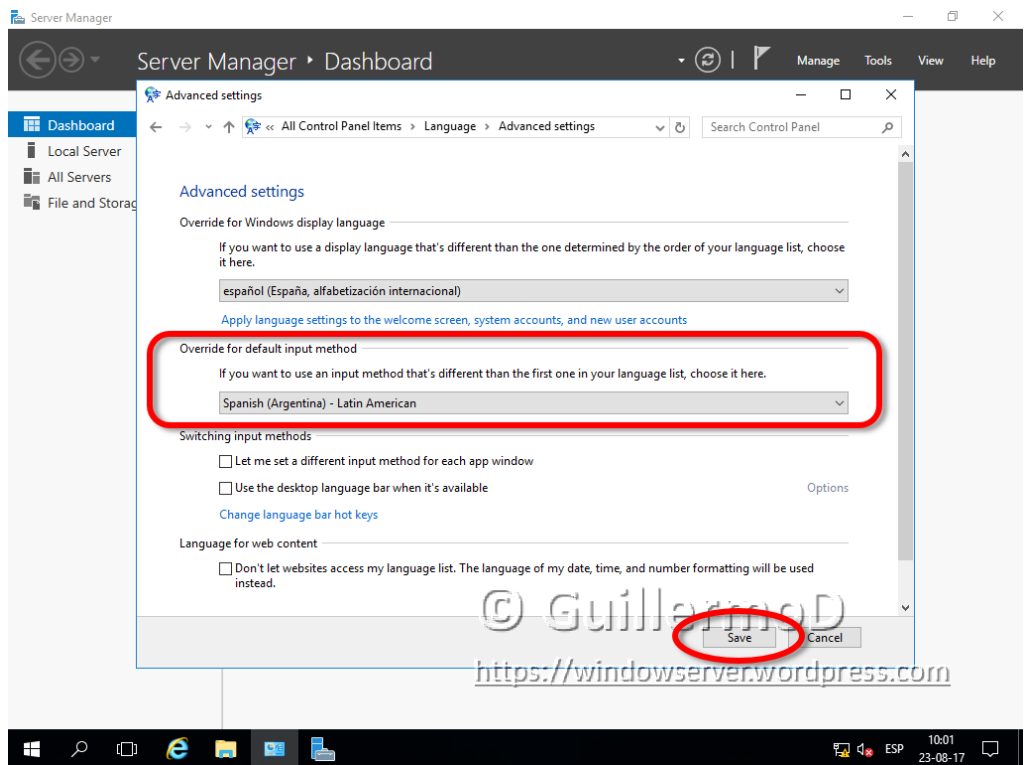 Server Manager
Server Manager ‣ Dashboard
Manage Tools View Help
Advanced settings
Dashboard
« All Control Panel Items > Language > Advanced settings
Search Control Panel
Local Server
All Servers
File and Storag
Advanced settings
Override for Windows display language
If you want to use a display language that's different than the one determined by the order of your language list, choose
it here.
español (España, alfabetización internacional)
Apply language settings to the welcome screen, system accounts, and new user accounts
Override for default input method
If you want to use an input method that's different than the first one in your language list, choose it here.
Spanish (Argentina) - Latin American
Switching input methods
Let me set a different input method for each app window
Use the desktop language bar when it's available
Options
Change language bar hot keys
Language for web content
Don't let websites access my language list. The language of my date, time, and number formatting will be used
instead.
© GuillermoD
Save Cancel
https://windowserver.wordpress.com
ESP
10:01
23-08-17